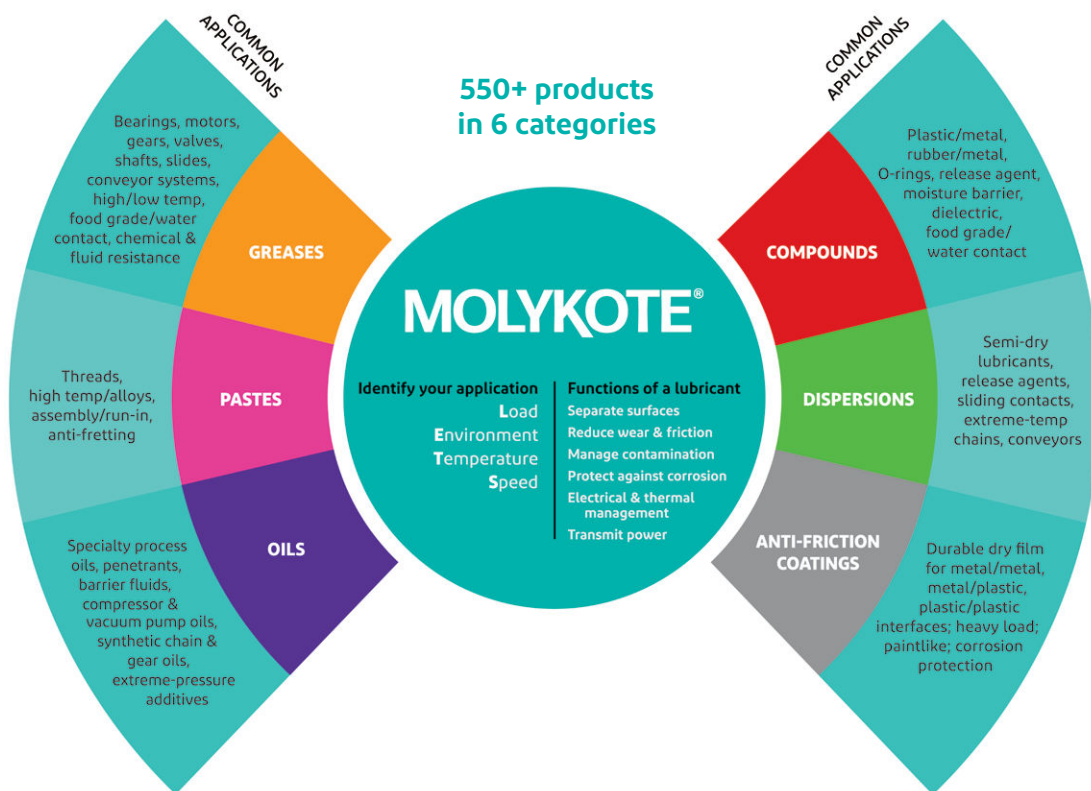 COMMON
APPLICATIONS
550+ products
in 6 categories
COMMON
APPLICATIONS
Bearings, motors,
gears, valves,
shafts, slides,
conveyor systems,
high/low temp,
food grade/water
contact, chemical &
fluid resistance
GREASES
Threads,
high temp/alloys,
assembly/run-in,
anti-fretting
PASTES
Specialty process
oils, penetrants,
barrier fluids,
compressor &
vacuum pump oils,
synthetic chain &
gear oils,
extreme-pressure
additives
OILS
MOLYKOTE®
Identify your application
Load
Environment
Temperature
Speed
Functions of a lubricant
Separate surfaces
Reduce wear & friction
Manage contamination
Protect against corrosion
Electrical & thermal
management
Transmit power
COMPOUNDS
Plastic/metal,
rubber/metal,
O-rings, release agent,
moisture barrier,
dielectric,
food grade/
water contact
DISPERSIONS
Semi-dry
lubricants,
release agents,
sliding contacts,
extreme-temp
chains, conveyors
ANTI-FRICTION
COATINGS
Durable dry film
for metal/metal,
metal/plastic,
plastic/plastic
interfaces; heavy load;
paintlike; corrosion
protection